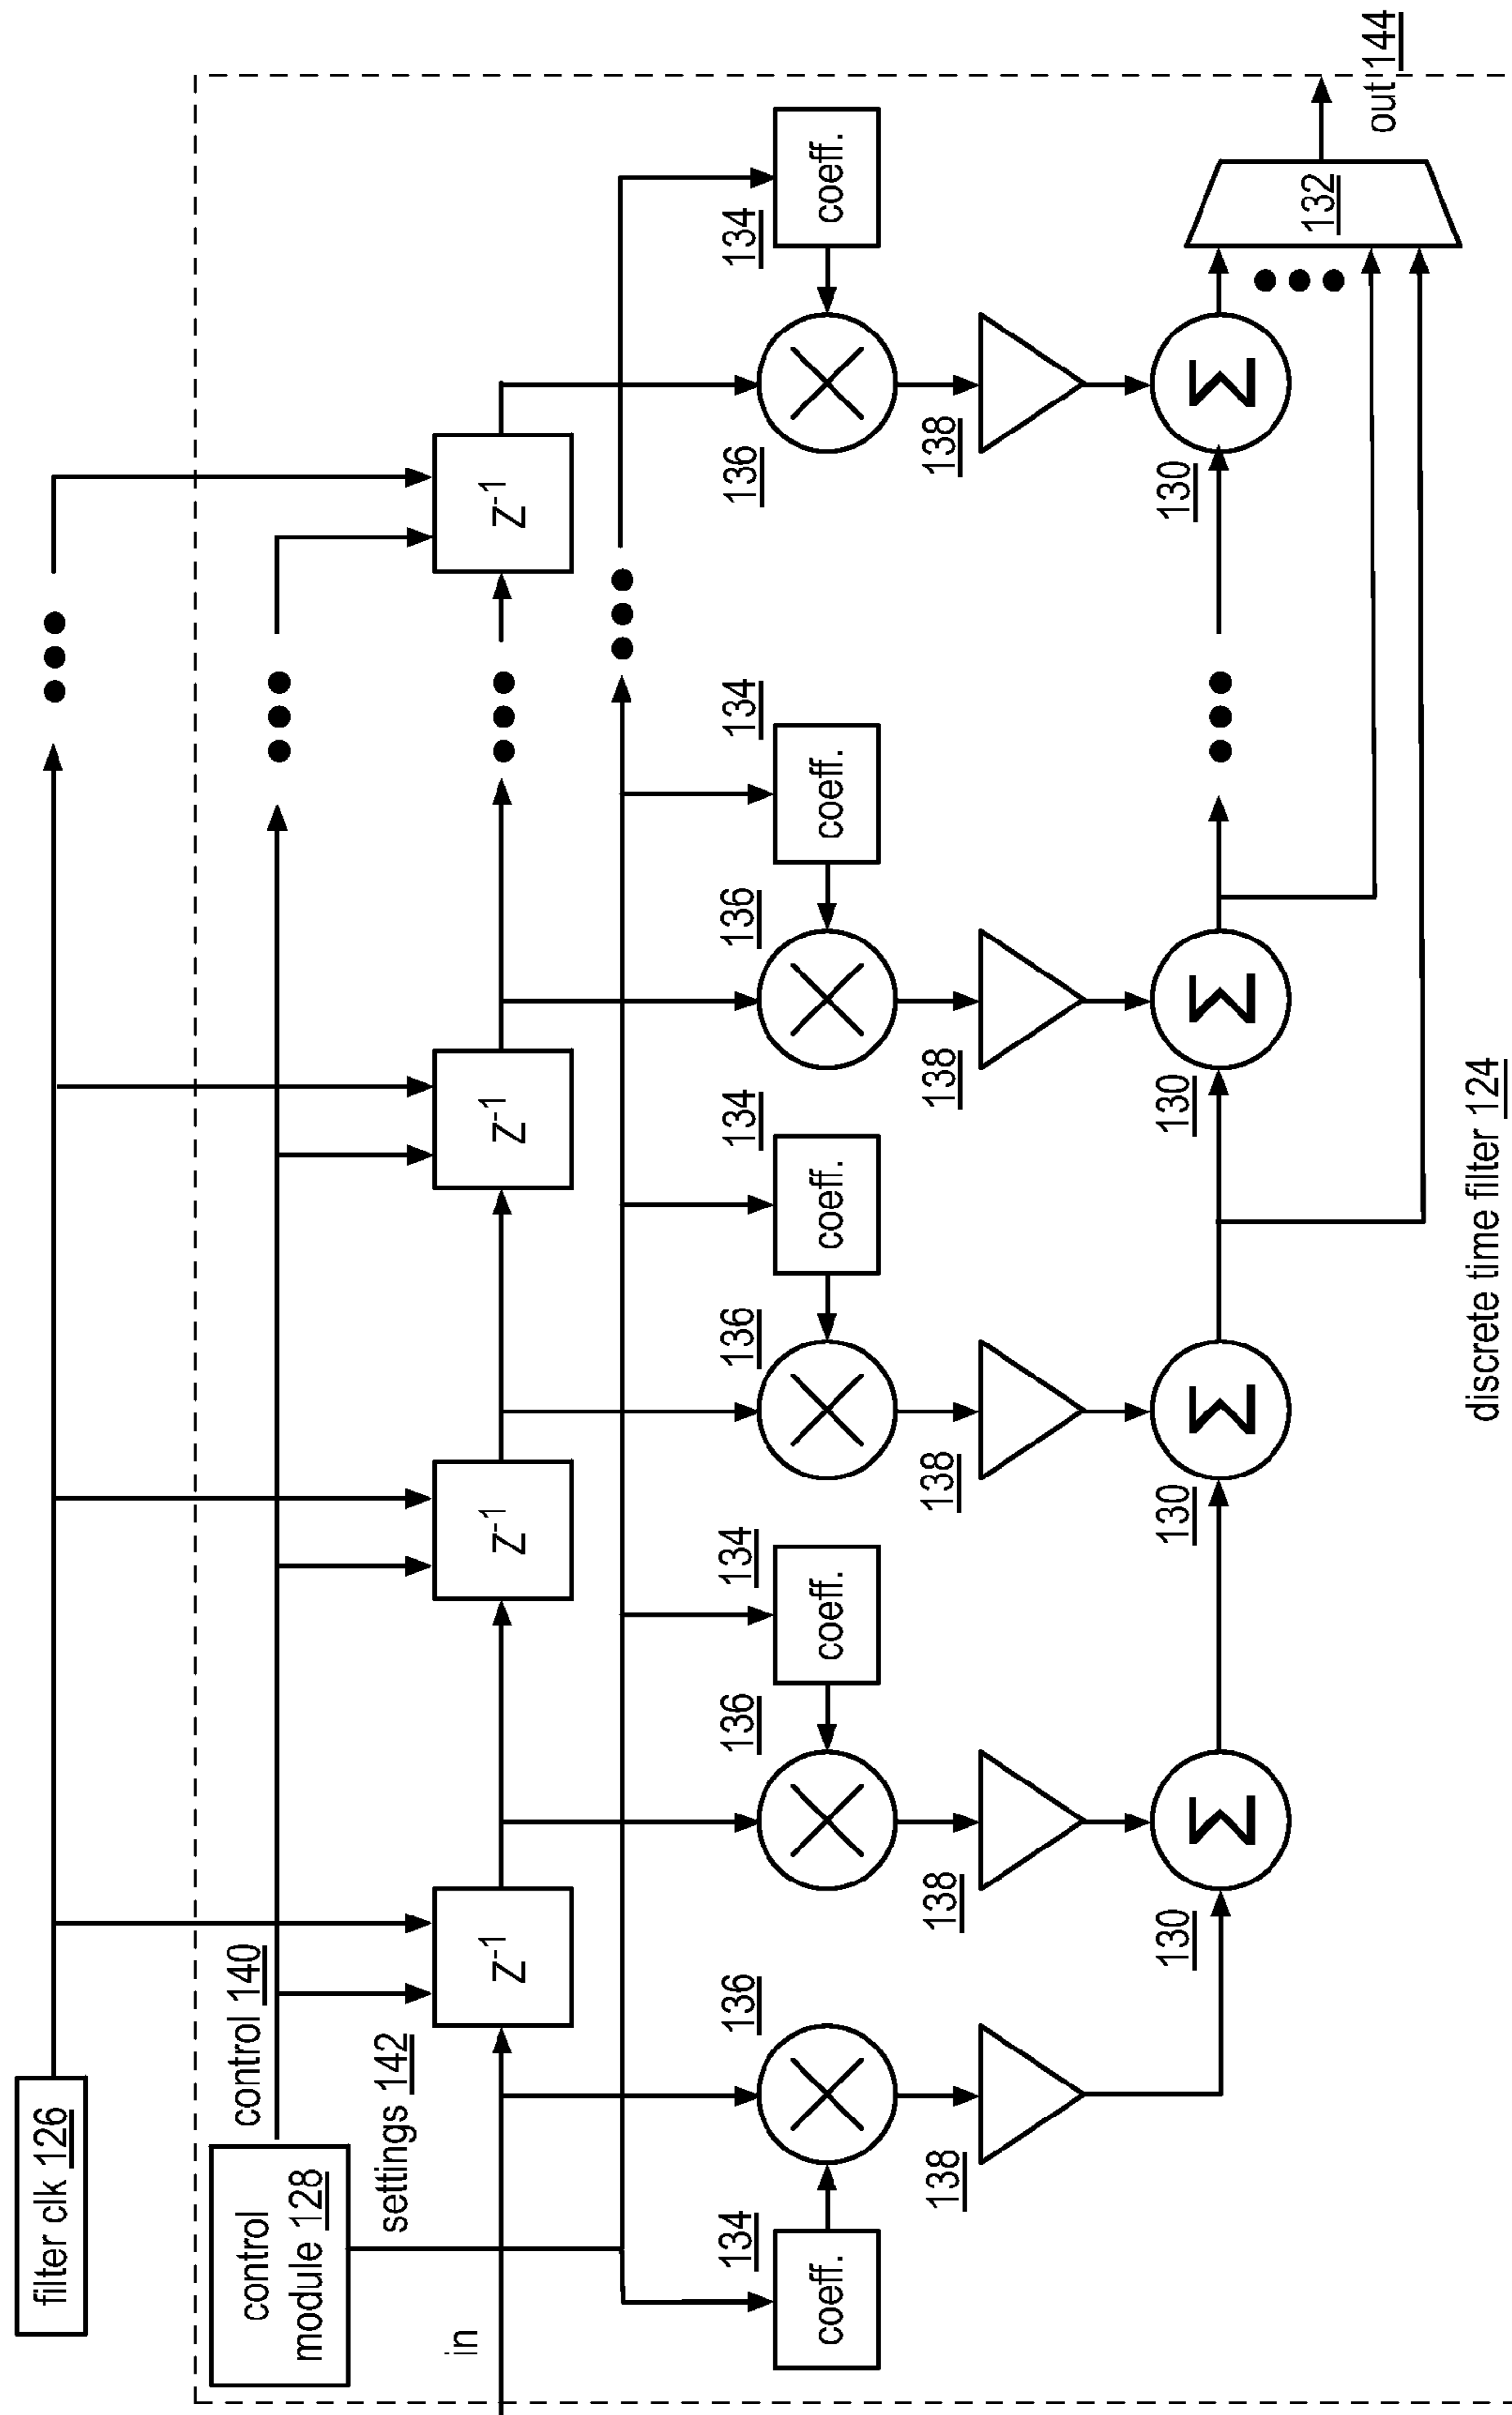 filter clk 126
control
module 128
control 140
settings 142
in
Z-1
Z-1
Z-1
Z-1
134
coeff.
136
136
134
coeff.
136
134
coeff.
136
134
coeff.
136
134
coeff.
138
138
138
138
138
130
Σ
130
Σ
130
Σ
130
Σ
132
out 144
discrete time filter 124